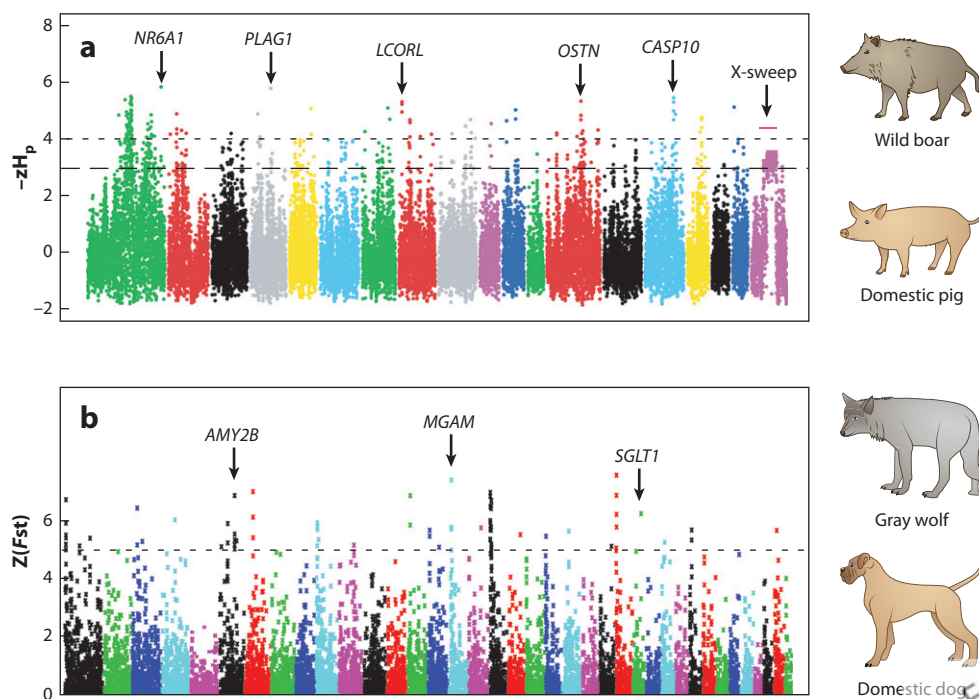 a
NR6A1
PLAG1
LCORL
OSTN
CASP10
X-sweep
8
6
4
2
0
–2
–zHp
Wild boar
Domestic pig
b
AMY2B
MGAM
SGLT1
6
4
2
0
Z(Fst)
Gray wolf
Domestic dog